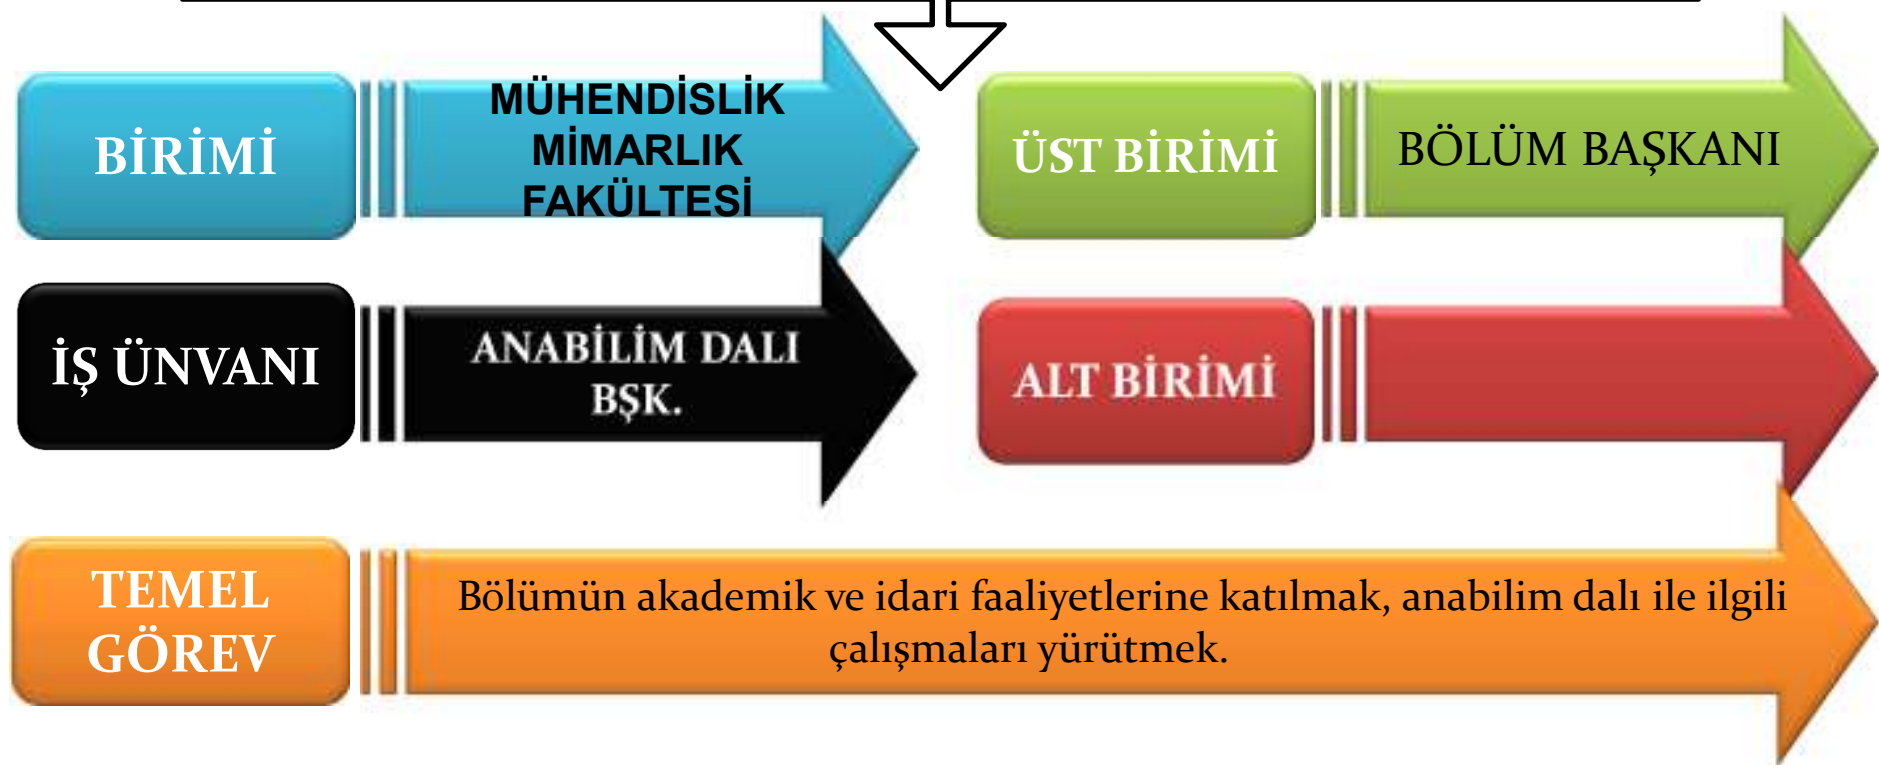 BİRİMİ
MÜHENDİSLİK
MİMARLIK
FAKÜLTESİ
ÜST BİRİMİ
BÖLÜM BAŞKANI
İŞ ÜNVANI
ANABİLİM DALI
BŞK.
ALT BİRİMİ
TEMEL
GÖREV
Bölümün akademik ve idari faaliyetlerine katılmak, anabilim dalı ile ilgili
çalışmaları yürütmek.